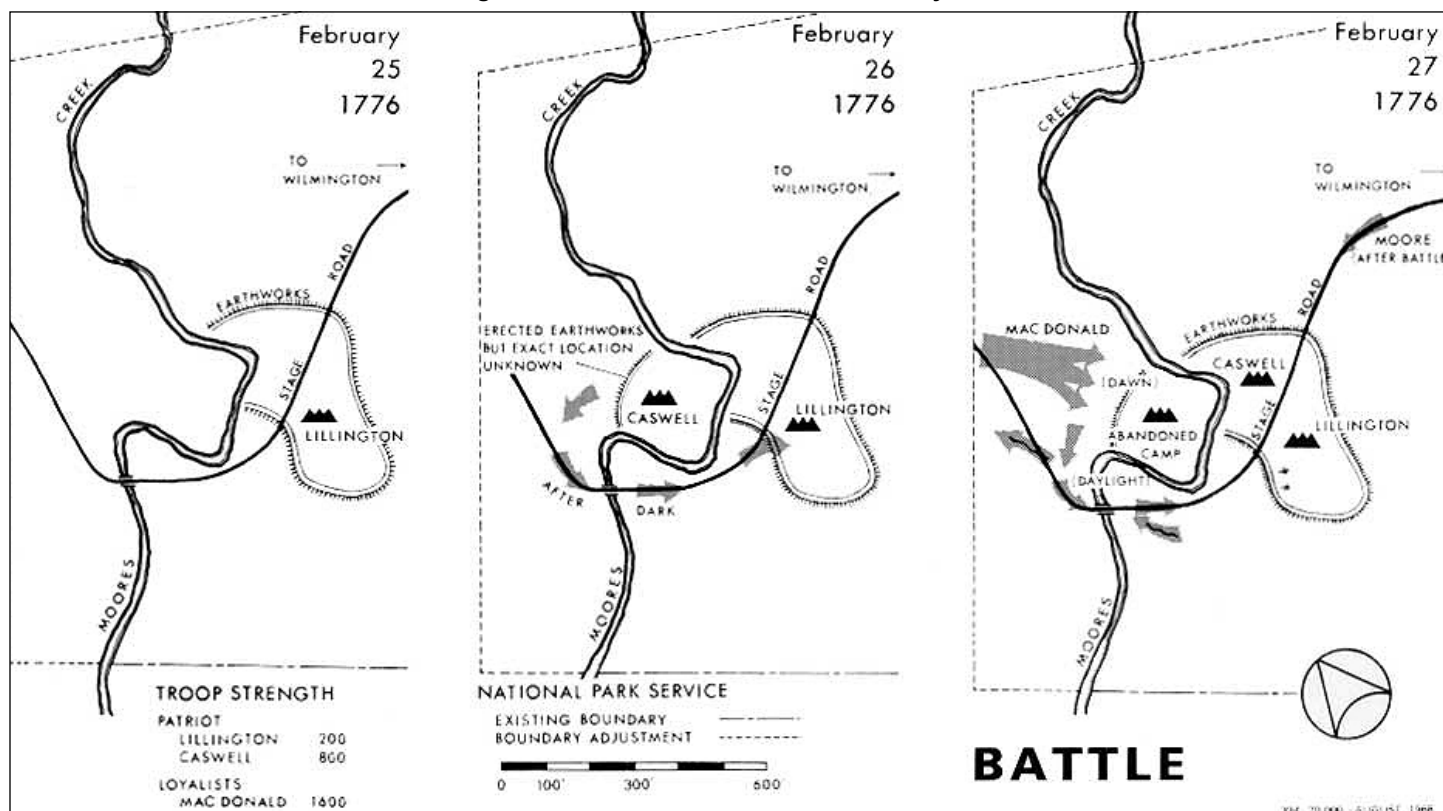 February
25
1776
CREEK
TO
WILMINGTON
ROAD
EARTHWORKS
STAGE
LILLINGTON
MOORES
TROOP STRENGTH
PATRIOT
LILLINGTON 200
CASWELL 800
LOYALISTS
MAC DONALD 1600
February
26
1776
CREEK
TO
WILMINGTON
ROAD
ERECTED EARTHWORKS
BUT EXACT LOCATION
UNKNOWN
STAGE
CASWELL
LILLINGTON
AFTER
DARK
MOORES
NATIONAL PARK SERVICE
EXISTING BOUNDARY
BOUNDARY ADJUSTMENT
0 100' 300' 600'
February
27
1776
CREEK
TO
WILMINGTON
MOORE
(AFTER BATTLE
ROAD
MAC DONALD
EARTHWORKS
CASWELL
(DAWN)
STAGE
LILLINGTON
ABANDONED
CAMP
(DAYLIGHT)
MOORES
BATTLE